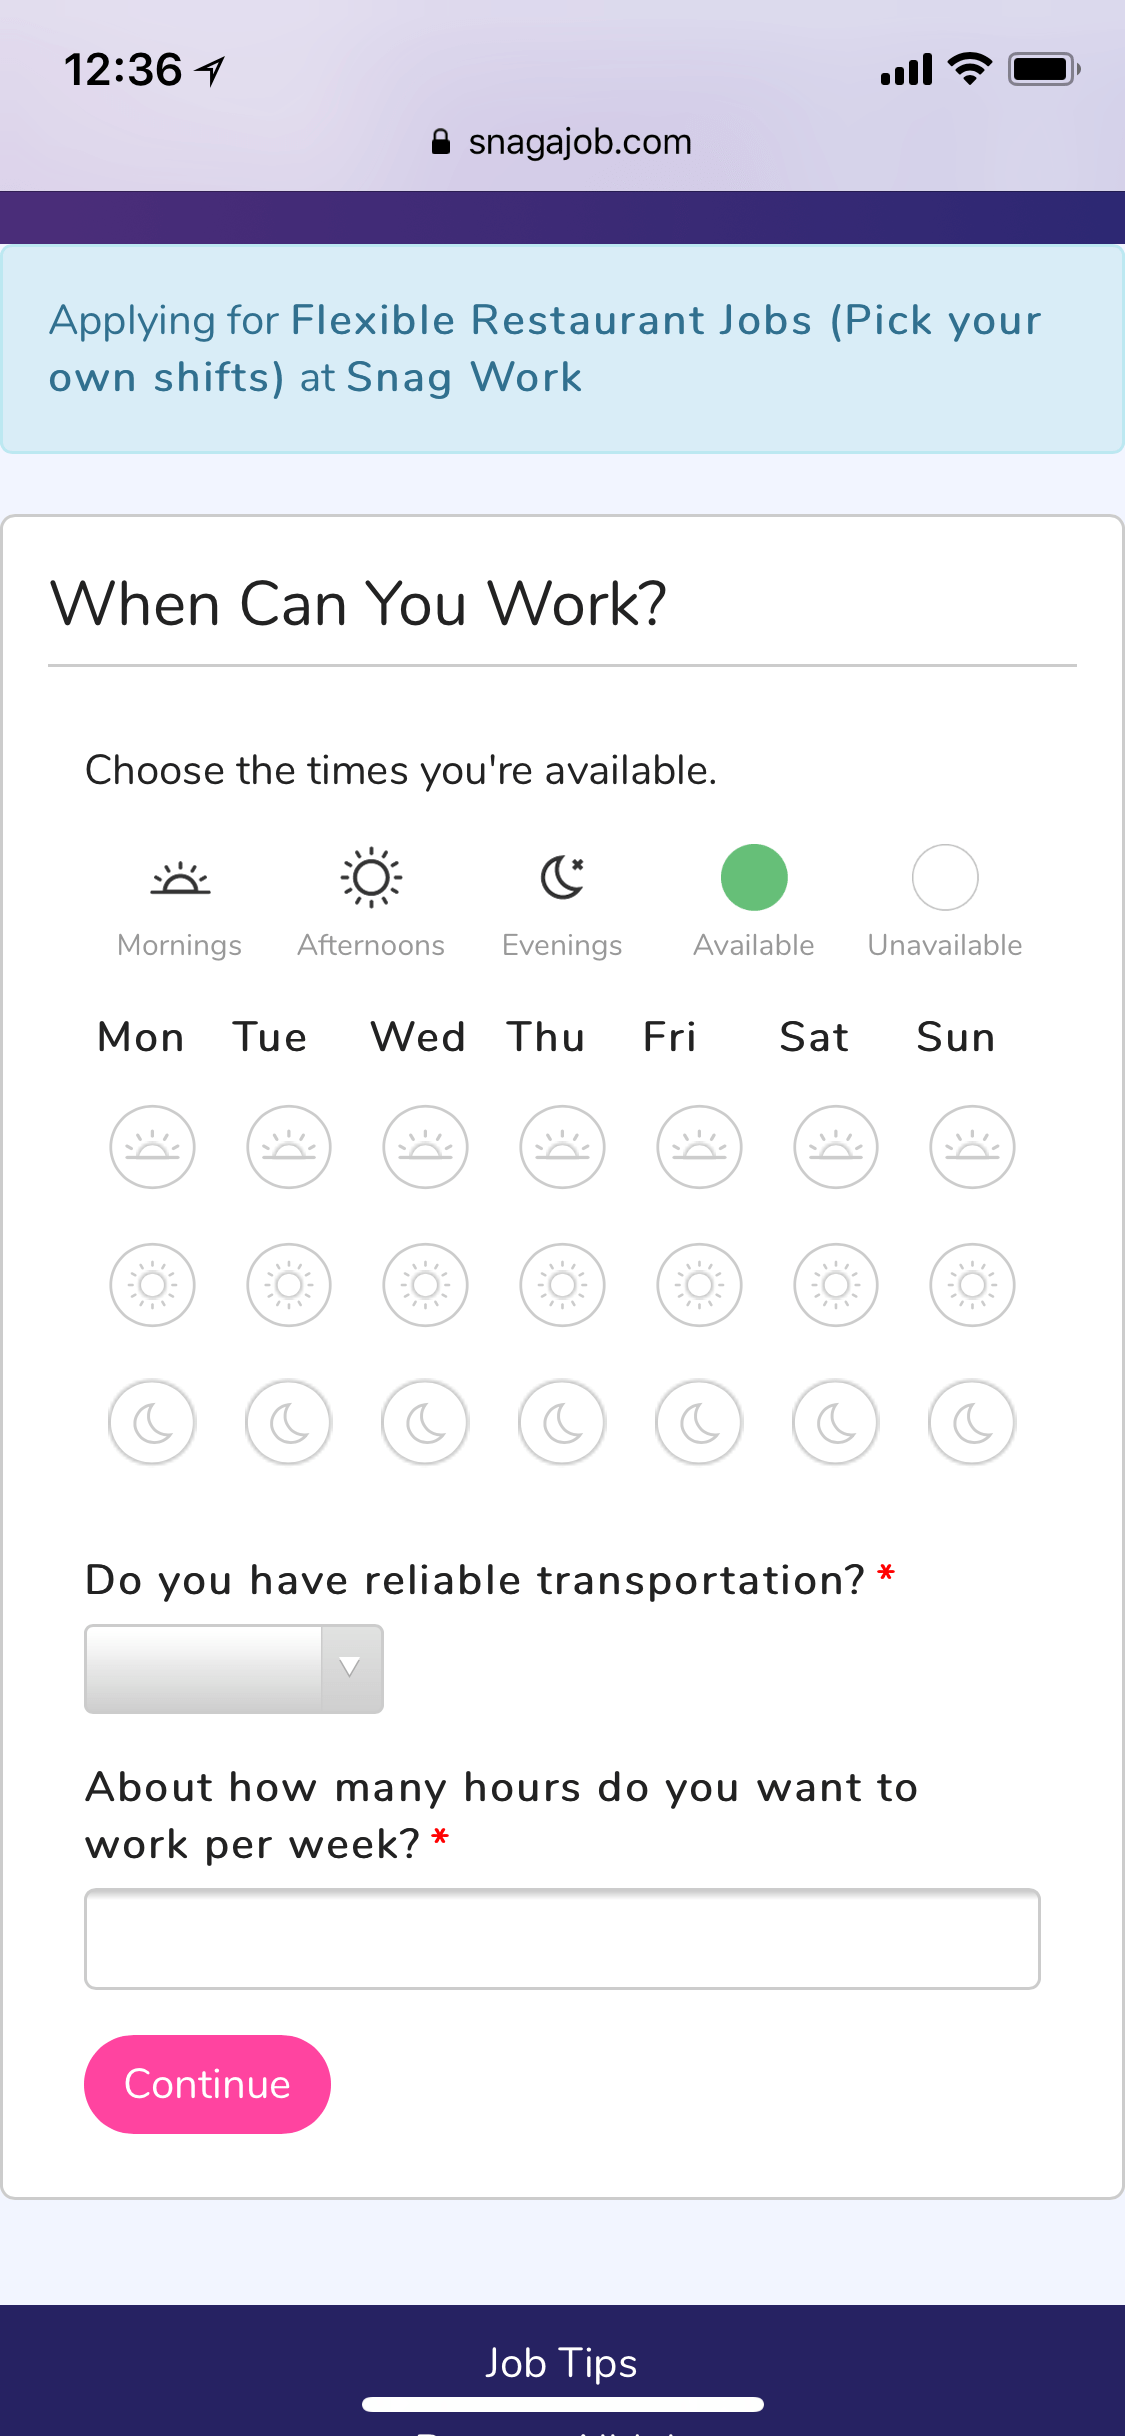 12:36
snagajob.com
Applying for Flexible Restaurant Jobs (Pick your
own shifts) at Snag Work
When Can You Work?
Choose the times you're available.
Mornings Afternoons Evenings Available Unavailable
Mon Tue Wed Thu Fri Sat Sun
Do you have reliable transportation? *
About how many hours do you want to
work per week? *
Continue
Job Tips